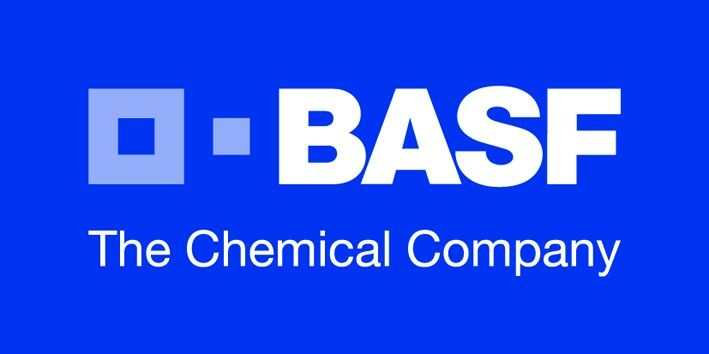 BASF
The Chemical Company